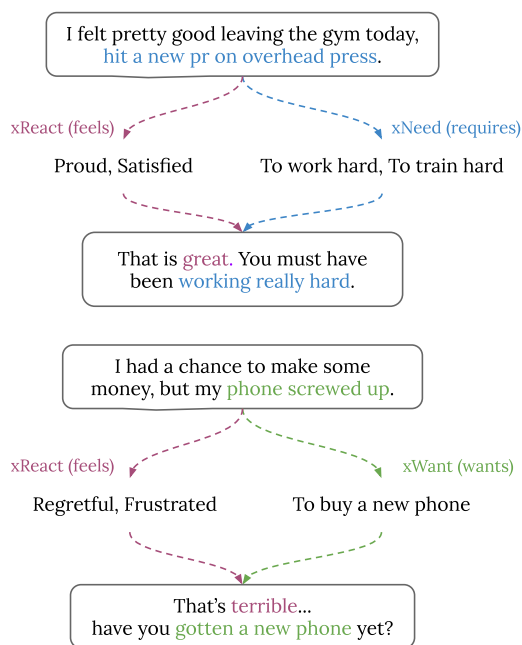 I felt pretty good leaving the gym today,
hit a new pr on overhead press.
xReact (feels)
xNeed (requires)
Proud, Satisfied
To work hard, To train hard
That is great. You must have
been working really hard.
I had a chance to make some
money, but my phone screwed up.
xReact (feels)
xWant (wants)
Regretful, Frustrated
To buy a new phone
That's terrible...
have you gotten a new phone yet?